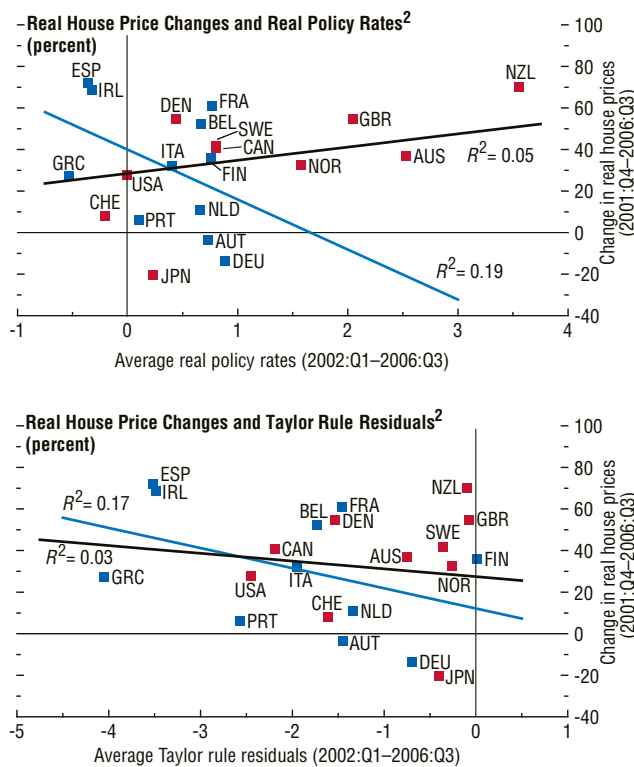 Real House Price Changes and Real Policy Rates²
(percent)
100
80
60
40
20
0
-20
-40
ESP
IRL
NZL
DEN
FRA
GBR
BEL
SWE
CAN
ITA
AUS
R²= 0.05
GRC
USA
FIN
NOR
CHE
PRT
NLD
AUT
DEU
JPN
R²= 0.19
-1 0 1 2 3 4
Average real policy rates (2002:Q1–2006:Q3)
Change in real house prices
(2001:Q4–2006:Q3)
Real House Price Changes and Taylor Rule Residuals²
(percent)
100
80
60
40
20
0
-20
-40
ESP
IRL
NZL
R²= 0.17
BEL
FRA
DEN
GBR
SWE
R²= 0.03
CAN
AUS
FIN
GRC
USA
ITA
NOR
CHE
PRT
NLD
AUT
DEU
JPN
-5 -4 -3 -2 -1 0 1
Average Taylor rule residuals (2002:Q1–2006:Q3)
Change in real house prices
(2001:Q4–2006:Q3)